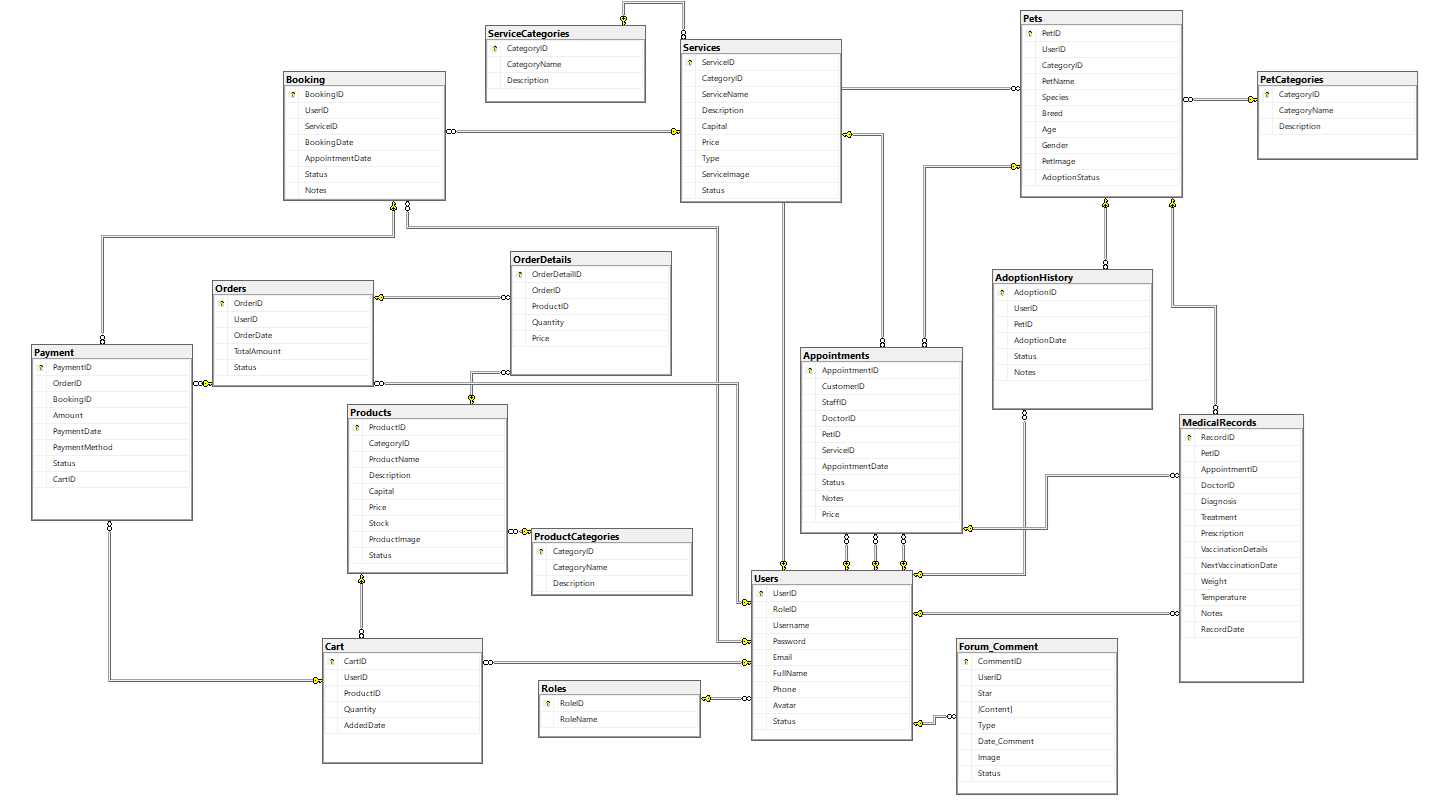 ServiceCategories
CategoryID
CategoryName
Description
Services
ServiceID
CategoryID
ServiceName
Description
Capital
Price
Type
ServiceImage
Status
Pets
PetID
UserID
CategoryID
PetName
Species
Breed
Age
Gender
PetImage
AdoptionStatus
PetCategories
CategoryID
CategoryName
Description
Booking
BookingID
UserID
ServiceID
BookingDate
AppointmentDate
Status
Notes
OrderDetails
OrderDetailID
OrderID
ProductID
Quantity
Price
Orders
OrderID
UserID
OrderDate
TotalAmount
Status
AdoptionHistory
AdoptionID
UserID
PetID
AdoptionDate
Status
Notes
Payment
PaymentID
OrderID
BookingID
Amount
PaymentDate
PaymentMethod
Status
CartID
Products
ProductID
CategoryID
ProductName
Description
Capital
Price
Stock
ProductImage
Status
Appointments
AppointmentID
CustomerID
StaffID
DoctorID
PetID
ServiceID
AppointmentDate
Status
Notes
Price
MedicalRecords
RecordID
PetID
AppointmentID
DoctorID
Diagnosis
Treatment
Prescription
VaccinationDetails
NextVaccinationDate
Weight
Temperature
Notes
RecordDate
ProductCategories
CategoryID
CategoryName
Description
Users
UserID
RoleID
Username
Password
Email
FullName
Phone
Avatar
Status
Cart
CartID
UserID
ProductID
Quantity
AddedDate
Roles
RoleID
RoleName
Forum_Comment
CommentID
UserID
Star
[Content]
Type
Date_Comment
Image
Status